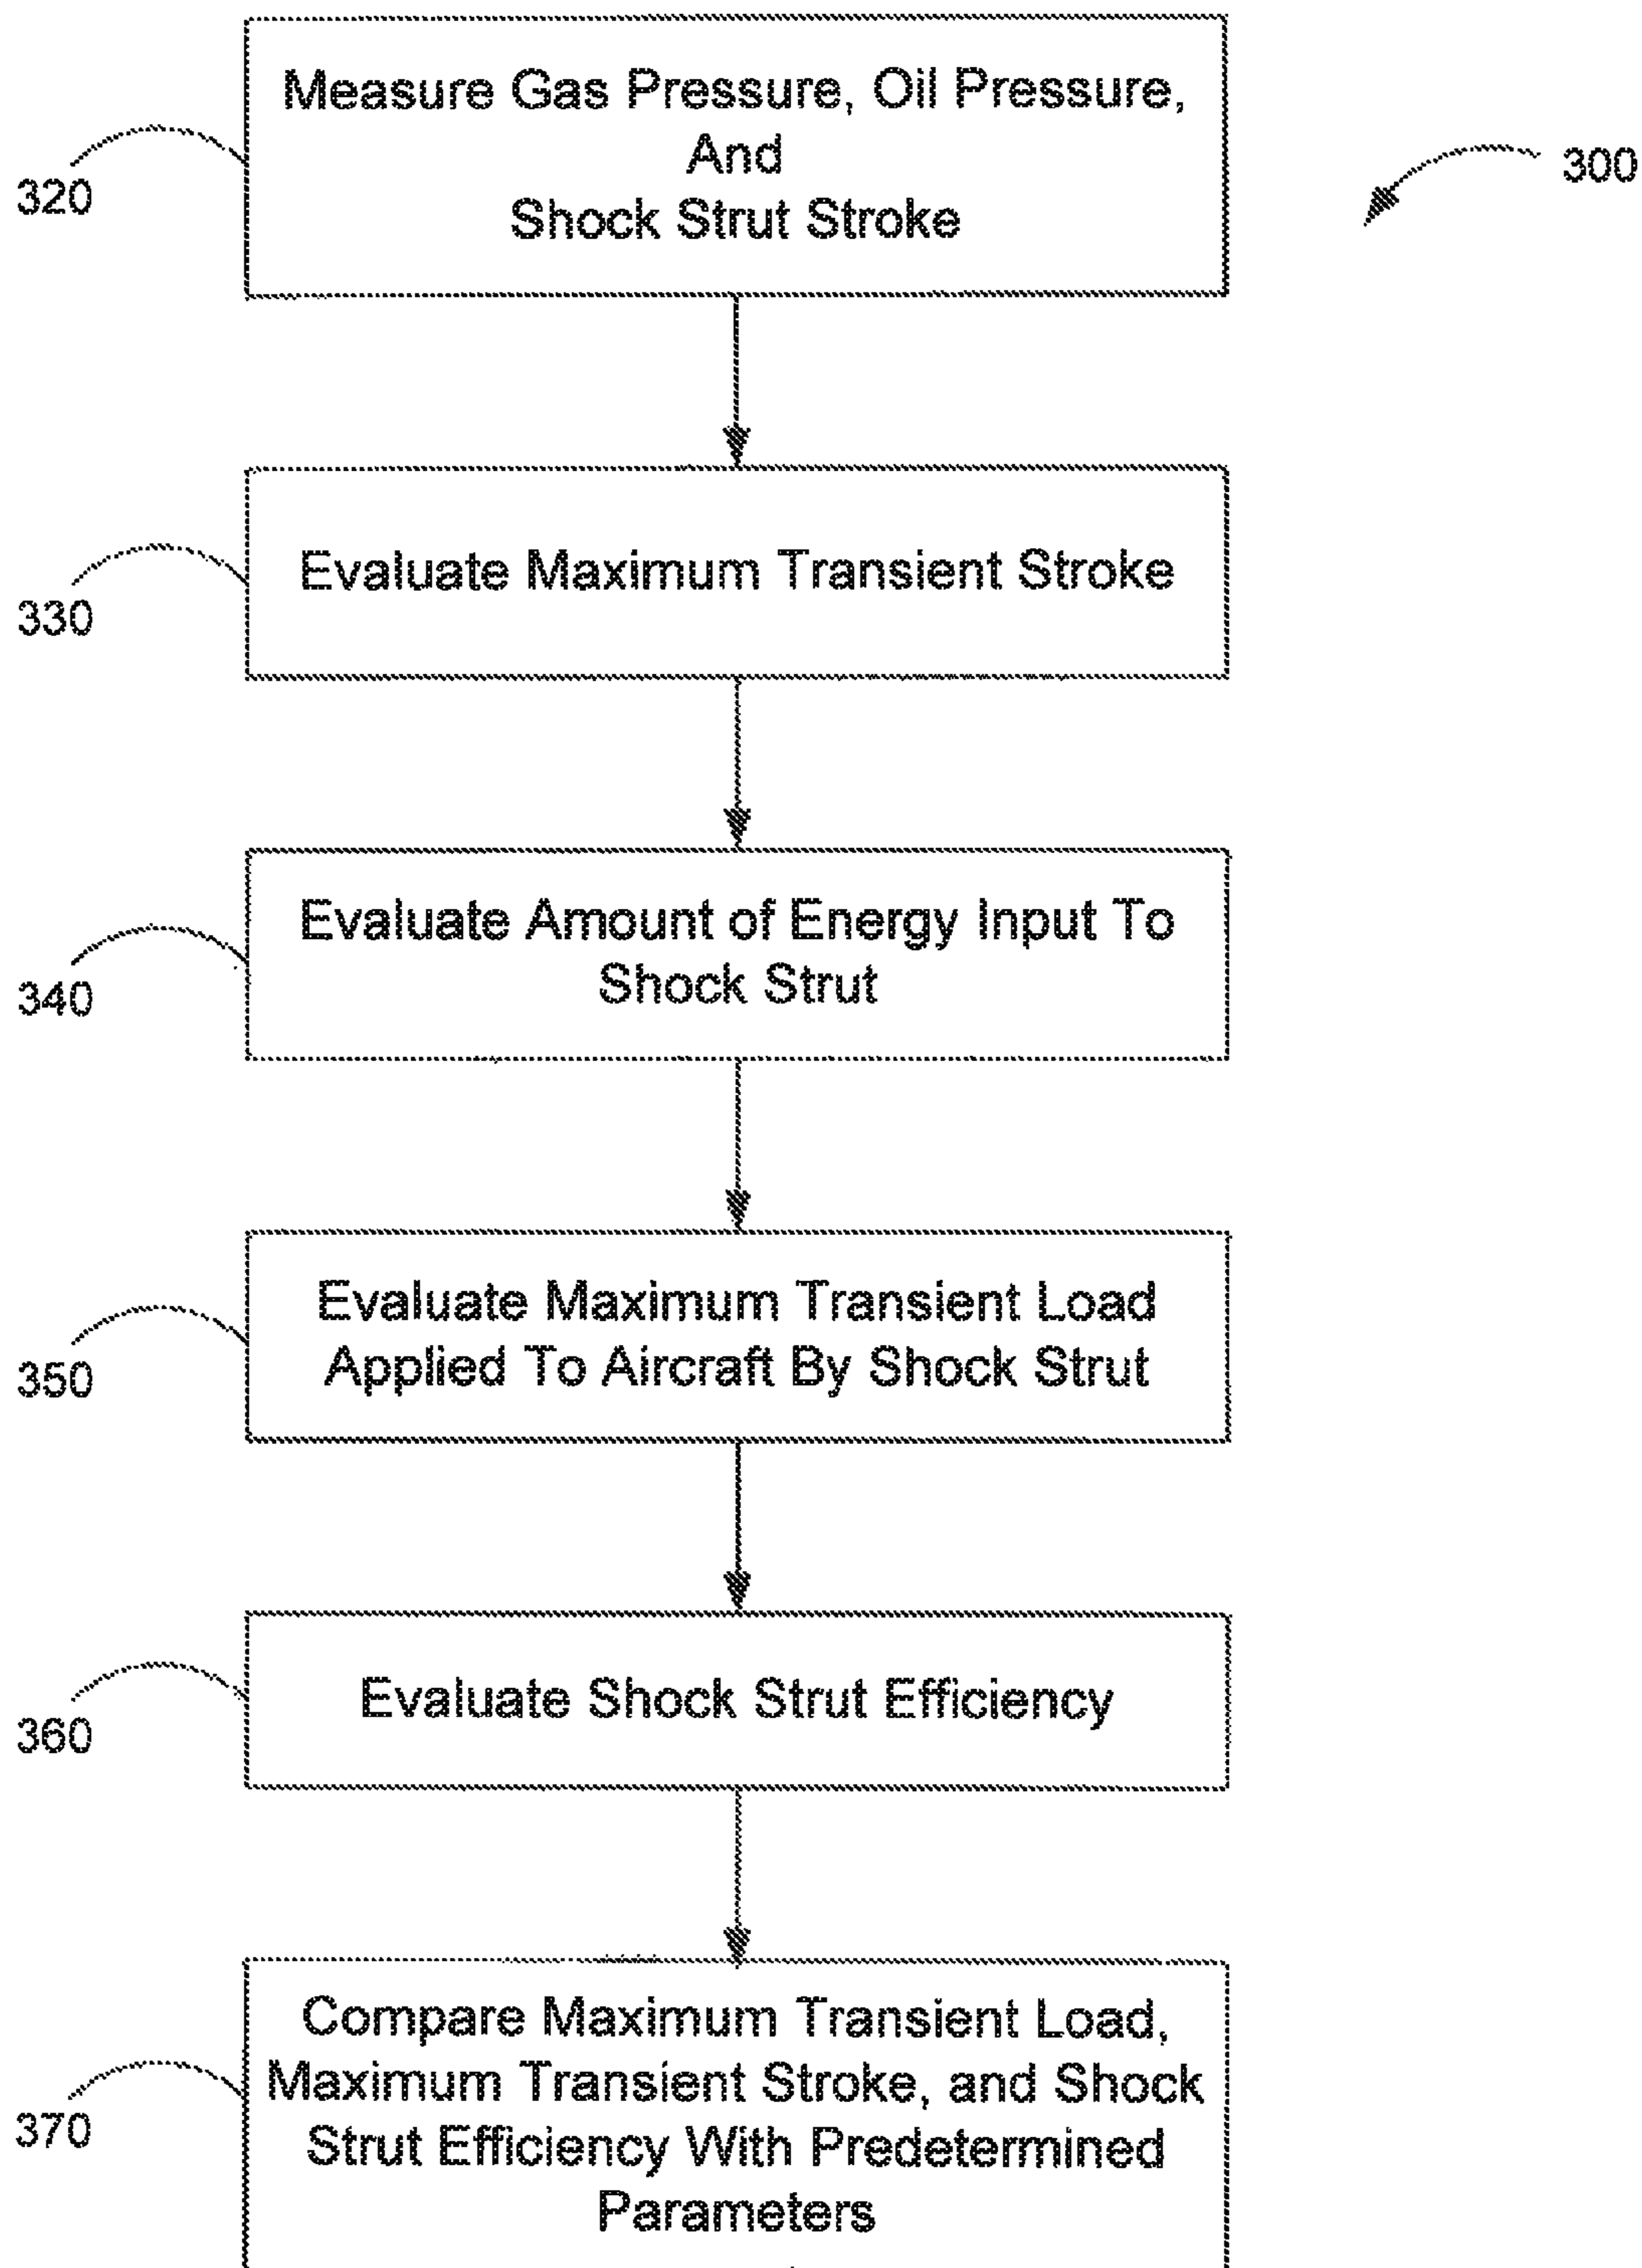 Measure Gas Pressure, Oil Pressure,
And
Shock Strut Stroke
320
300
Evaluate Maximum Transient Stroke
330
Evaluate Amount of Energy Input To
Shock Strut
340
Evaluate Maximum Transient Load
Applied To Aircraft By Shock Strut
350
Evaluate Shock Strut Efficiency
360
Compare Maximum Transient Load,
Maximum Transient Stroke, and Shock
Strut Efficiency With Predetermined
Parameters
370